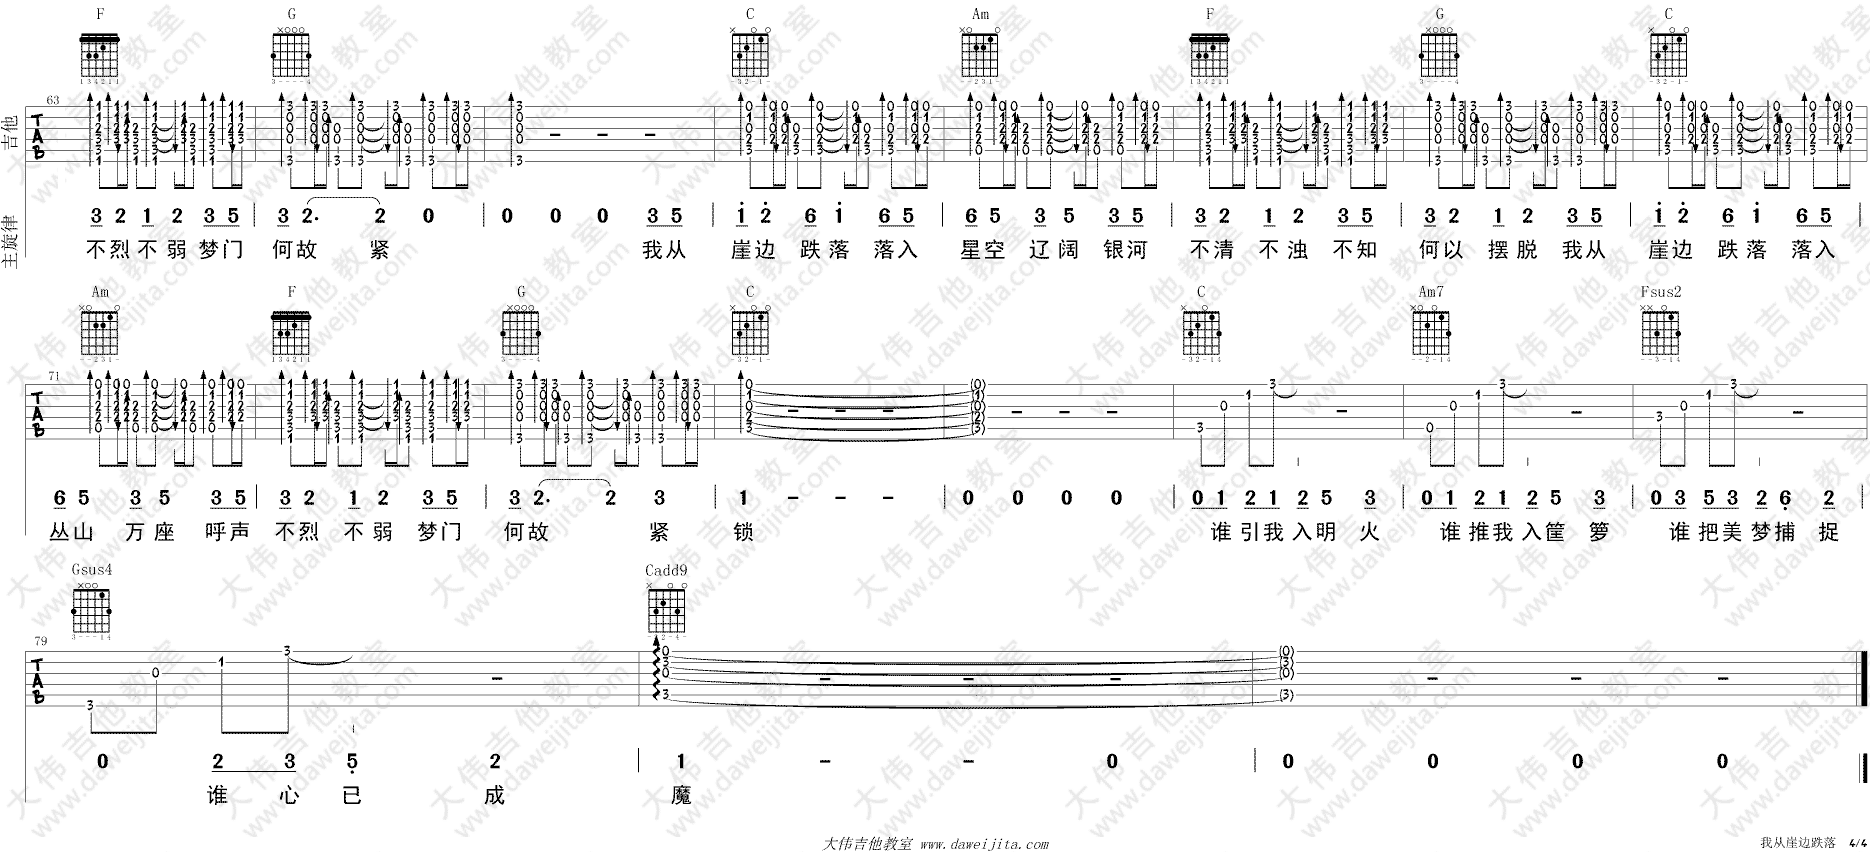 F G C Am F G C
63
吉他
TAB
主旋律
3 2 1 2 3 5 | 3 2. 2 0 | 0 0 0 3 5 | 1 2 6 1 6 5 | 6 5 3 5 3 5 | 3 2 1 2 3 5 | 3 2 1 2 3 5 | 1 2 6 1 6 5 |
不烈不弱梦门 何故 紧 我从 崖边 跌落 落入 星空 辽阔 银河 不清 不浊 不知 何以 摆脱 我从 崖边 跌落 落入
Am F G C C Am7 Fsus2
71
TAB
6 5 3 5 3 5 | 3 2 1 2 3 5 | 3 2. 2 3 | 1 - - - | 0 0 0 0 | 0 1 2 1 2 5 3 | 0 1 2 1 2 5 3 | 0 3 5 3 2 6 2 |
丛山 万座 呼声 不烈 不弱 梦门 何故 紧 锁 谁引我入明火 谁推我入筐箩 谁把美梦捕捉
Gsus4 Cadd9
79
TAB
0 2 3 5 2 | 1 - - 0 | 0 0 0 0
谁 心 已 成 魔
大伟吉他教室 www.daweijita.com
我从崖边跌落 4/4